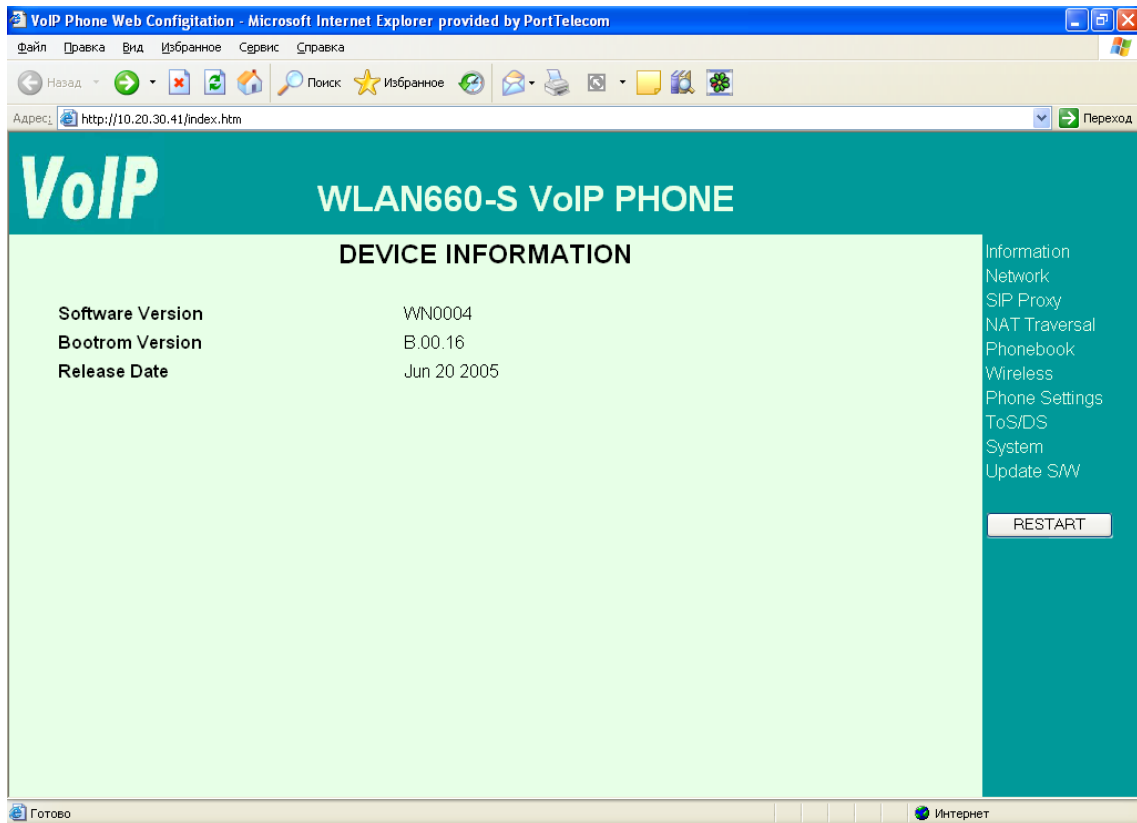 VoIP Phone Web Configitation - Microsoft Internet Explorer provided by PortTelecom
Файл Правка Вид Избранное Сервис Справка
Назад Поиск Избранное
Адрес: http://10.20.30.41/index.htm Переход
VoIP
WLAN660-S VoIP PHONE
DEVICE INFORMATION
Software Version WN0004
Bootrom Version B.00.16
Release Date Jun 20 2005
Information
Network
SIP Proxy
NAT Traversal
Phonebook
Wireless
Phone Settings
ToS/DS
System
Update S/W
RESTART
Готово Интернет